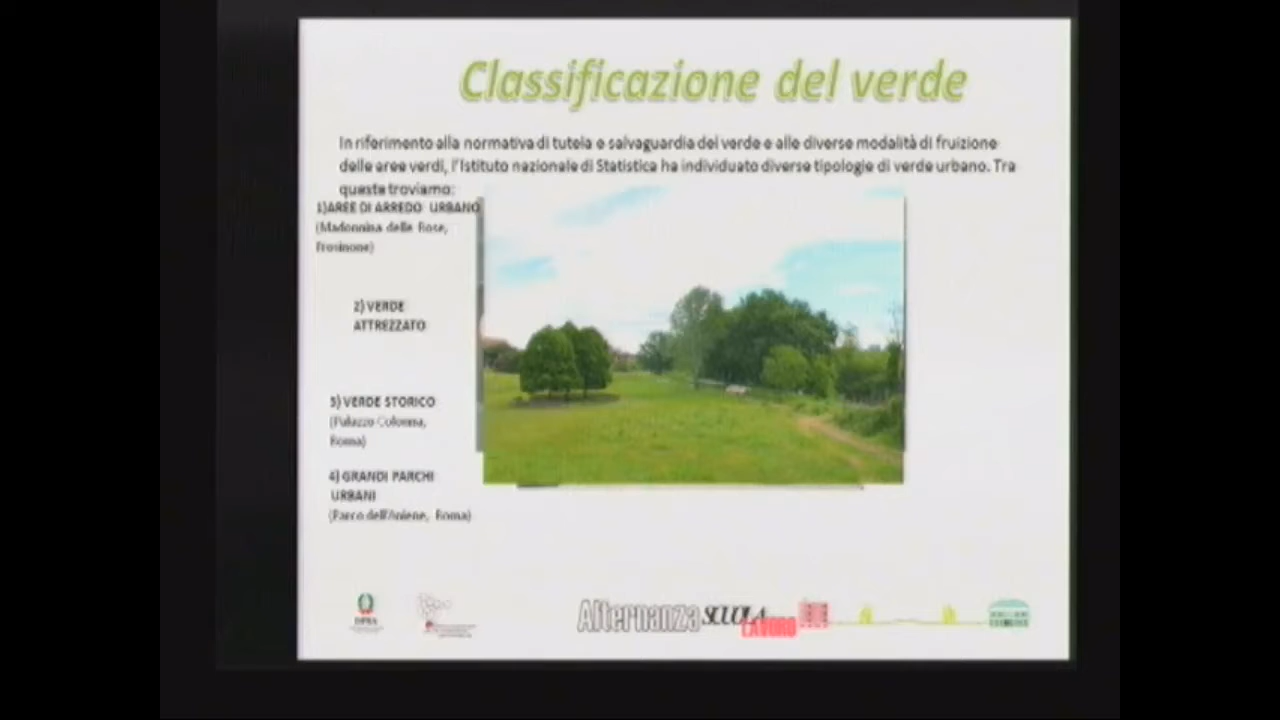 Classificazione del verde
In riferimento alla normativa di tutela e salvaguardia del verde e alle diverse modalità di fruizione
delle aree verdi, l'Istituto nazionale di Statistica ha individuato diverse tipologie di verde urbano. Tra
queste troviamo:
1)AREE DI ARREDO URBANO
(Madonnina delle Rose,
Frosinone)
2) VERDE
ATTREZZATO
3) VERDE STORICO
(Palazzo Colonna,
Roma)
4) GRANDI PARCHI
URBANI
(Parco dell'Aniene, Roma)
ISPRA
Alternanza SCUOLA
LAVORO